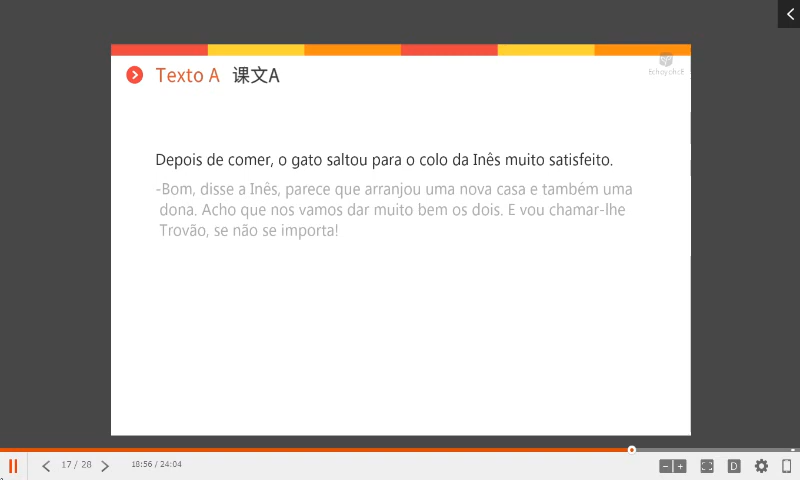 Texto A 课文A
Depois de comer, o gato saltou para o colo da Inês muito satisfeito.
-Bom, disse a Inês, parece que arranjou uma nova casa e também uma
dona. Acho que nos vamos dar muito bem os dois. E vou chamar-lhe
Trovão, se não se importa!
17 / 28
18:56 / 24:04
D